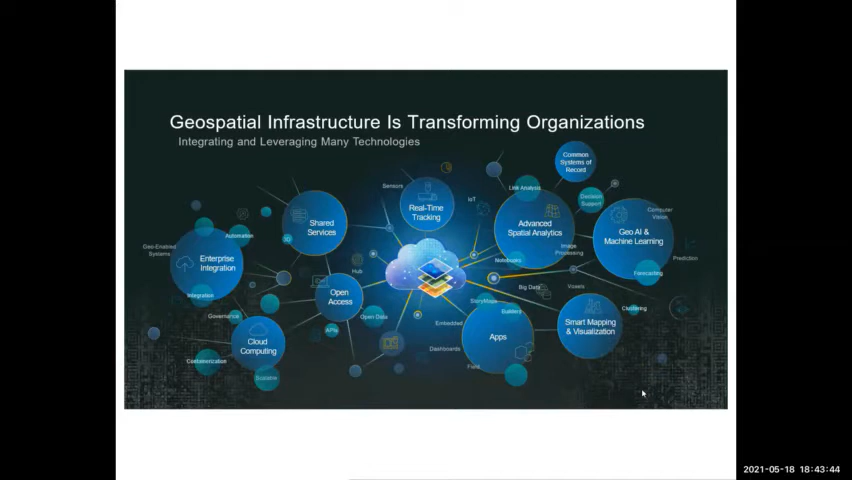 Geospatial Infrastructure Is Transforming Organizations
Integrating and Leveraging Many Technologies
Common
Systems of
Record
Sensors
Real-Time
Tracking
IoT
Link Analysis
Decision
Support
Computer
Vision
Shared
Services
Advanced
Spatial Analytics
Geo AI &
Machine Learning
Automation
3D
Geo-Enabled
Systems
Enterprise
Integration
Image
Processing
Prediction
Hub
Notebooks
Forecasting
Integration
Open
Access
Big Data
Voxels
StoryMaps
Builders
Clustering
Governance
Open Data
Embedded
APIs
Smart Mapping
& Visualization
Apps
Cloud
Computing
Dashboards
Containerization
Field
Scalable
2021-05-18 18:43:44